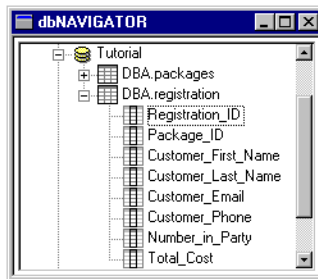 dbNAVIGATOR
Tutorial
DBA.packages
DBA.registration
Registration_ID
Package_ID
Customer_First_Name
Customer_Last_Name
Customer_Email
Customer_Phone
Number_in_Party
Total_Cost